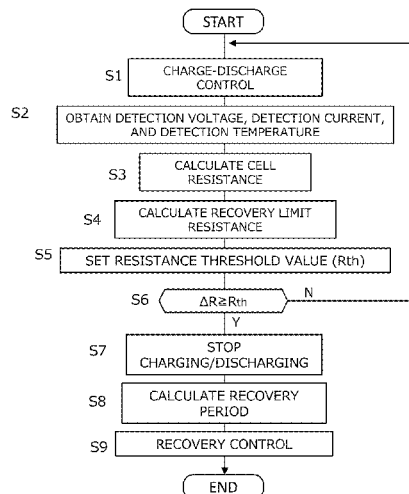 START
S1
CHARGE-DISCHARGE
CONTROL
S2
OBTAIN DETECTION VOLTAGE, DETECTION CURRENT,
AND DETECTION TEMPERATURE
S3
CALCULATE CELL
RESISTANCE
S4
CALCULATE RECOVERY LIMIT
RESISTANCE
S5
SET RESISTANCE THRESHOLD VALUE (Rth)
S6
ΔR≧Rth
N
Y
S7
STOP
CHARGING/DISCHARGING
S8
CALCULATE RECOVERY
PERIOD
S9
RECOVERY CONTROL
END